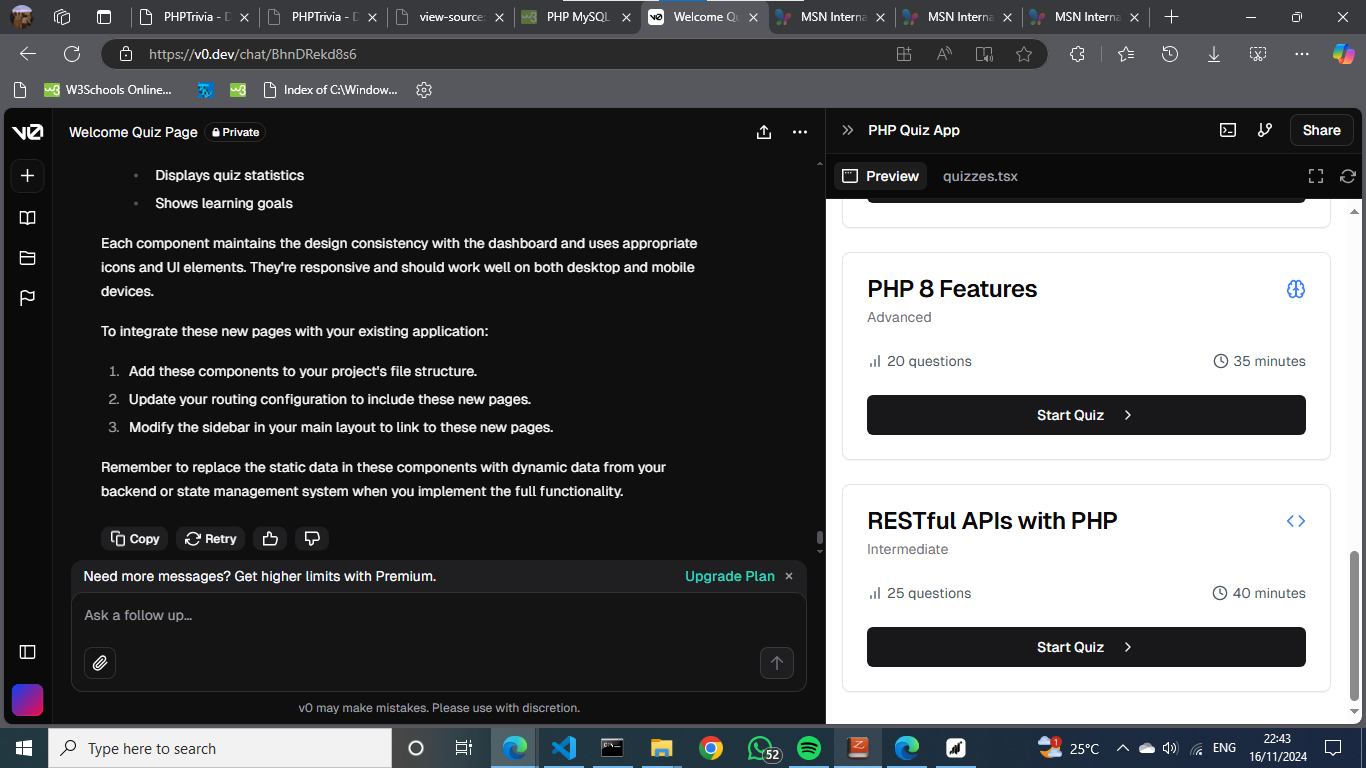 PHPTrivia - D
PHPTrivia - D
view-source
PHP MySQL
Welcome Qu
MSN Interna
MSN Interna
MSN Interna
https://v0.dev/chat/BhnDRekd8s6
W3Schools Online...
Index of C:\Window...
v0
Welcome Quiz Page
Private
PHP Quiz App
Share
Preview
quizzes.tsx
• Displays quiz statistics
• Shows learning goals
Each component maintains the design consistency with the dashboard and uses appropriate
icons and UI elements. They're responsive and should work well on both desktop and mobile
devices.
To integrate these new pages with your existing application:
1. Add these components to your project's file structure.
2. Update your routing configuration to include these new pages.
3. Modify the sidebar in your main layout to link to these new pages.
Remember to replace the static data in these components with dynamic data from your
backend or state management system when you implement the full functionality.
Copy
Retry
Need more messages? Get higher limits with Premium.
Upgrade Plan
Ask a follow up...
v0 may make mistakes. Please use with discretion.
PHP 8 Features
Advanced
20 questions
35 minutes
Start Quiz
RESTful APIs with PHP
Intermediate
25 questions
40 minutes
Start Quiz
Type here to search
52
1
25°C
ENG
22:43
16/11/2024